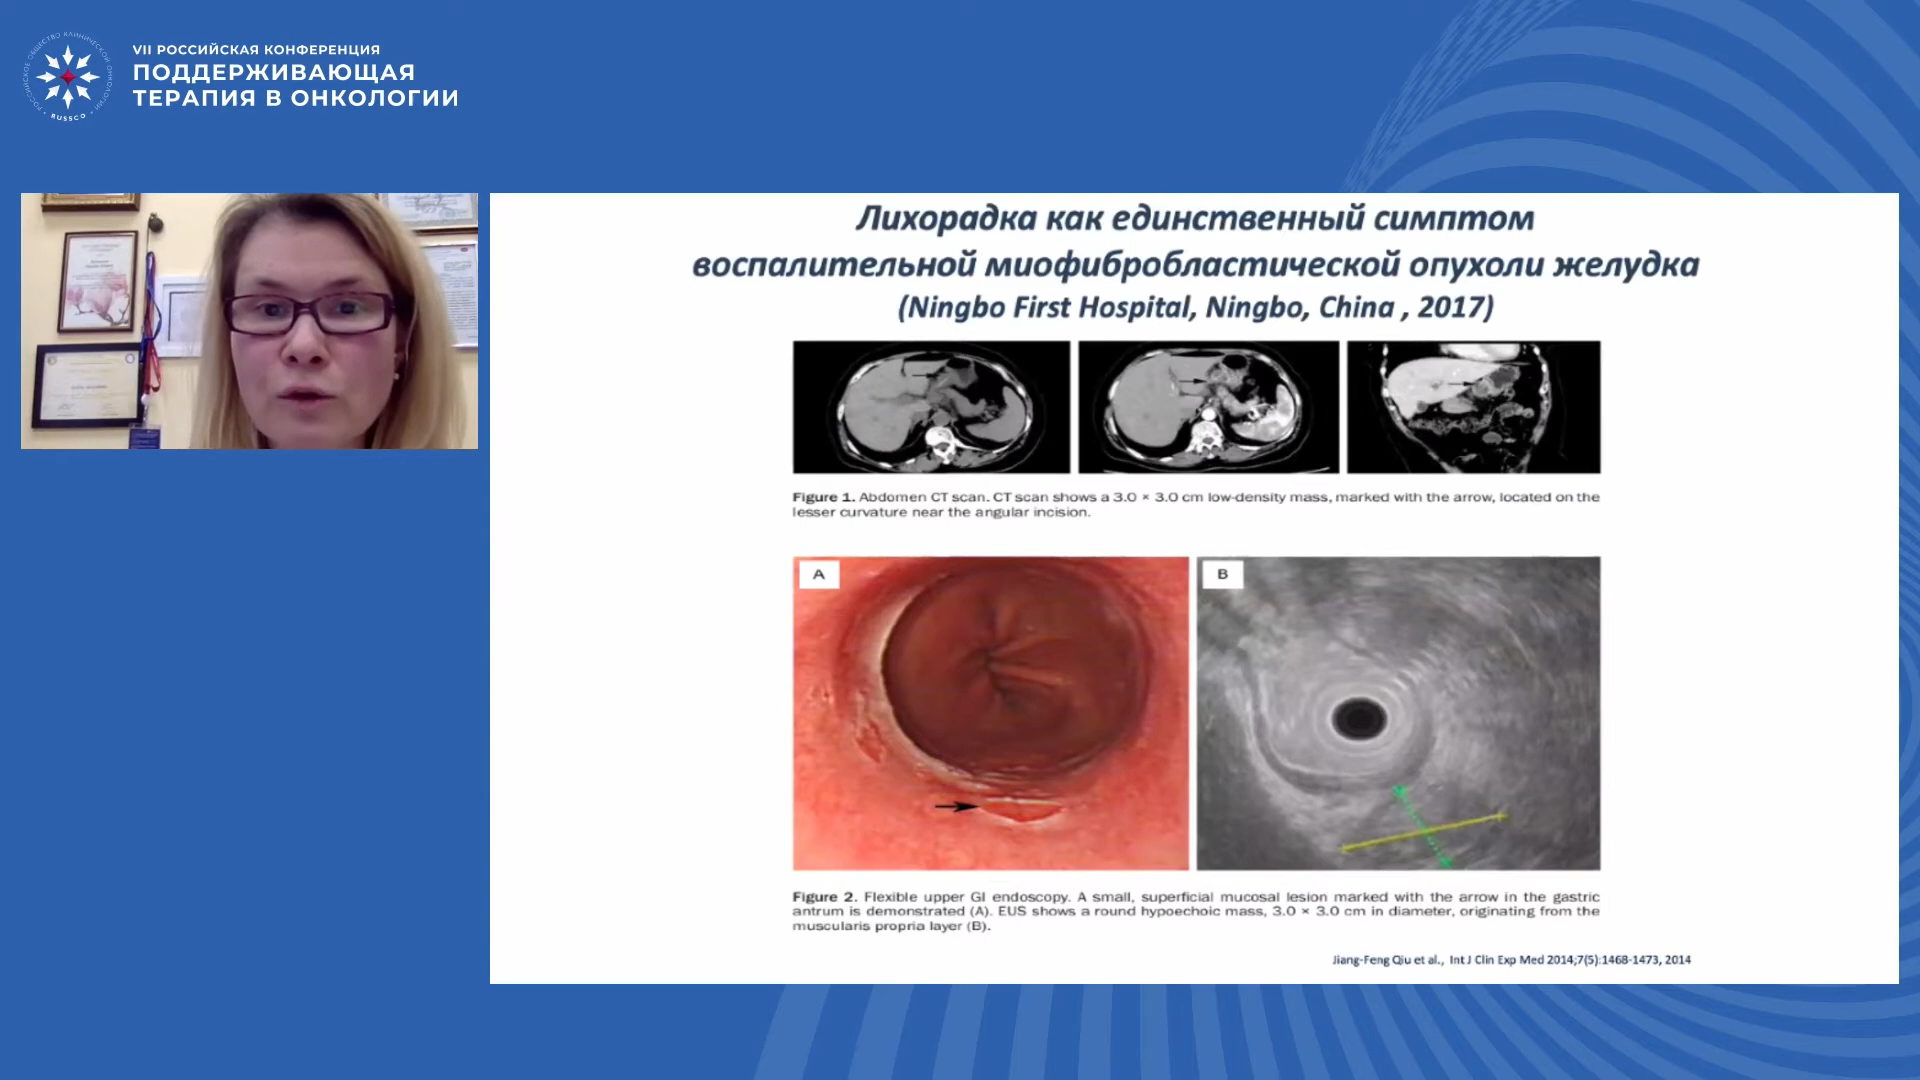 VII РОССИЙСКАЯ КОНФЕРЕНЦИЯ
ПОДДЕРЖИВАЮЩАЯ
ТЕРАПИЯ В ОНКОЛОГИИ
РОССИЙСКОЕ ОБЩЕСТВО КЛИНИЧЕСКОЙ ОНКОЛОГИИ
RUSSCO
Лихорадка как единственный симптом
воспалительной миофибробластической опухоли желудка
(Ningbo First Hospital, Ningbo, China , 2017)
Figure 1. Abdomen CT scan. CT scan shows a 3.0 × 3.0 cm low-density mass, marked with the arrow, located on the
lesser curvature near the angular incision.
A
B
Figure 2. Flexible upper GI endoscopy. A small, superficial mucosal lesion marked with the arrow in the gastric
antrum is demonstrated (A). EUS shows a round hypoechoic mass, 3.0 × 3.0 cm in diameter, originating from the
muscularis propria layer (B).
Jiang-Feng Qiu et al., Int J Clin Exp Med 2014;7(5):1468-1473, 2014